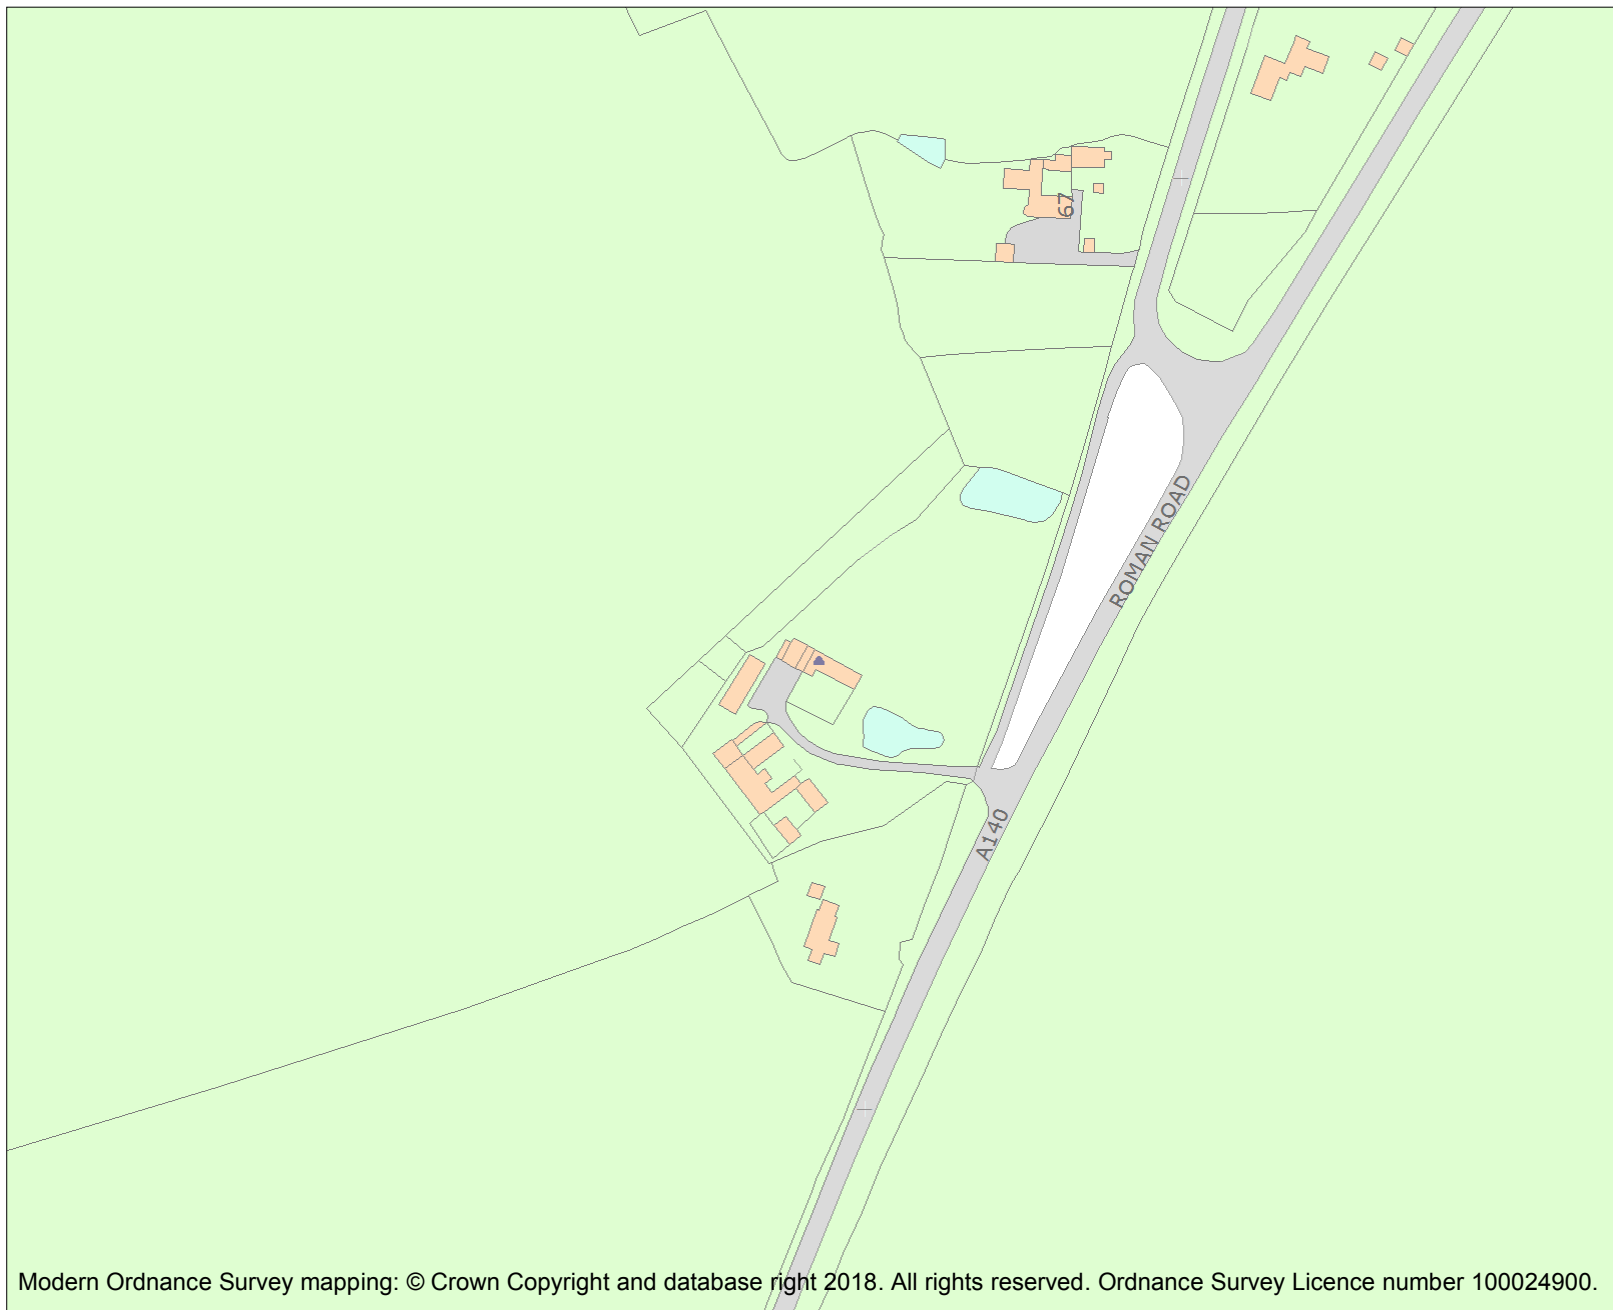 67
ROMAN ROAD
A140
Modern Ordnance Survey mapping: © Crown Copyright and database right 2018. All rights reserved. Ordnance Survey Licence number 100024900.